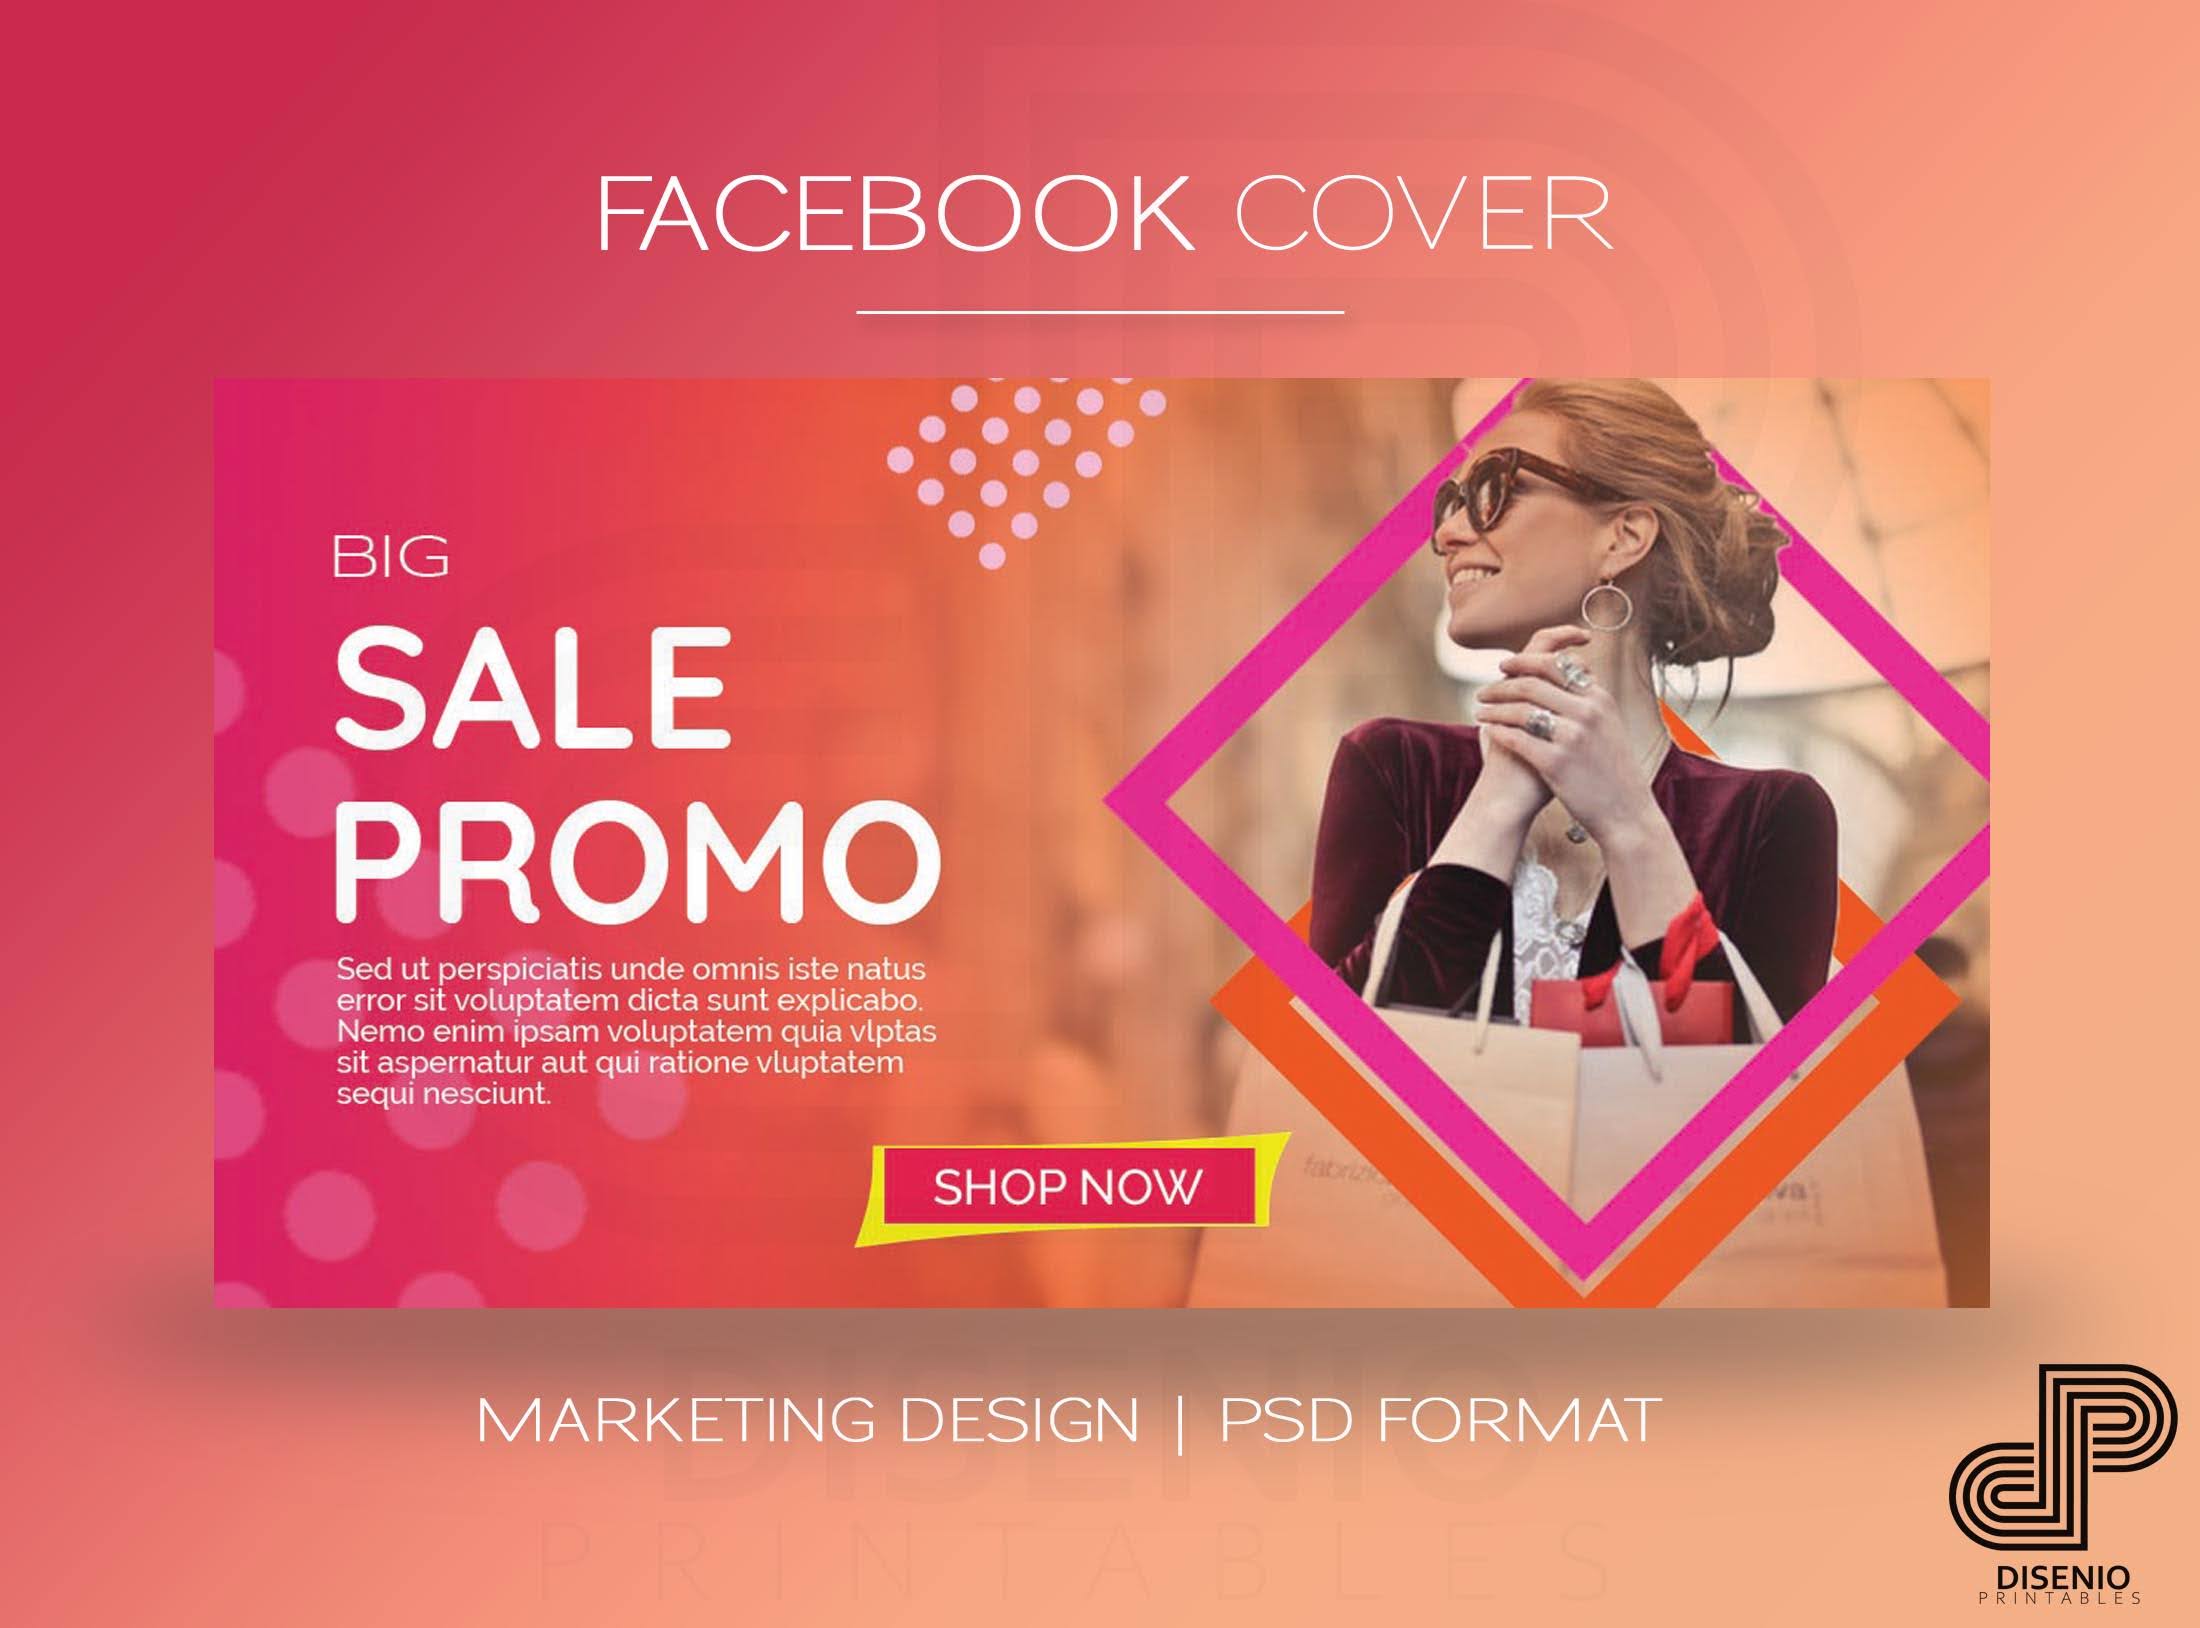 FACEBOOK COVER
BIG
SALE
PROMO
Sed ut perspiciatis unde omnis iste natus
error sit voluptatem dicta sunt explicabo.
Nemo enim ipsam voluptatem quia vlptas
sit aspernatur aut qui ratione vluptatem
sequi nesciunt.
SHOP NOW
MARKETING DESIGN | PSD FORMAT
DISENIO
PRINTABLES
DISENIO
PRINTABLES